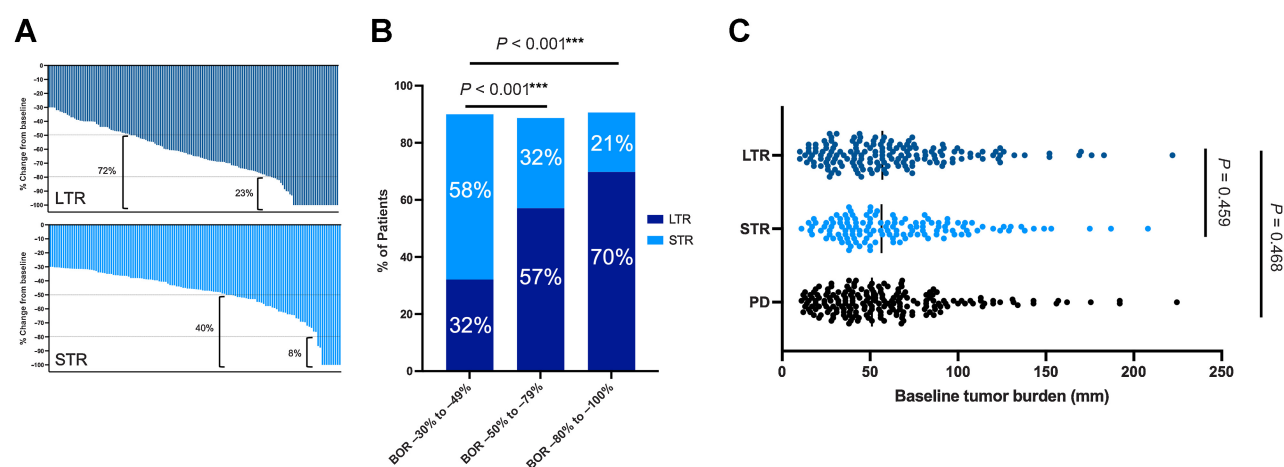 A
% Change from baseline
0
–10
–20
–30
–40
–50
–60
–70
–80
–90
–100
72%
23%
LTR
% Change from baseline
0
–10
–20
–30
–40
–50
–60
–70
–80
–90
–100
40%
8%
STR
B
P < 0.001***
P < 0.001***
% of Patients
100
80
60
40
20
0
58%
32%
32%
57%
21%
70%
LTR
STR
BOR –30% to –49%
BOR –50% to –79%
BOR –80% to –100%
C
LTR
STR
PD
P = 0.459
P = 0.468
0 50 100 150 200 250
Baseline tumor burden (mm)